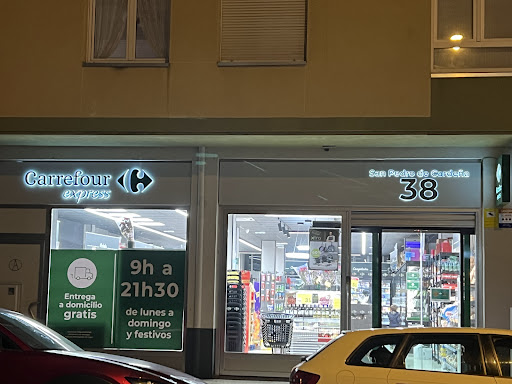 Carrefour
express
San Pedro de Cardeña
38
Entrega
a domicilio
gratis
9h a
21h30
de lunes a
domingo
y festivos